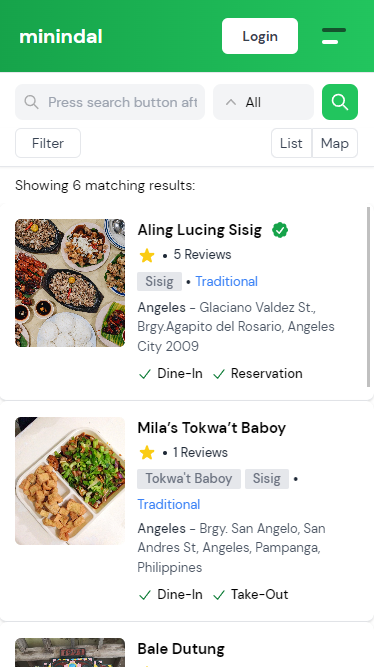 minindal
Login
Press search button aft
All
Filter
List
Map
Showing 6 matching results:
Aling Lucing Sisig
• 5 Reviews
Sisig • Traditional
Angeles - Glaciano Valdez St.,
Brgy.Agapito del Rosario, Angeles
City 2009
Dine-In
Reservation
Mila's Tokwa't Baboy
• 1 Reviews
Tokwa't Baboy Sisig •
Traditional
Angeles - Brgy. San Angelo, San
Andres St, Angeles, Pampanga,
Philippines
Dine-In
Take-Out
Bale Dutung